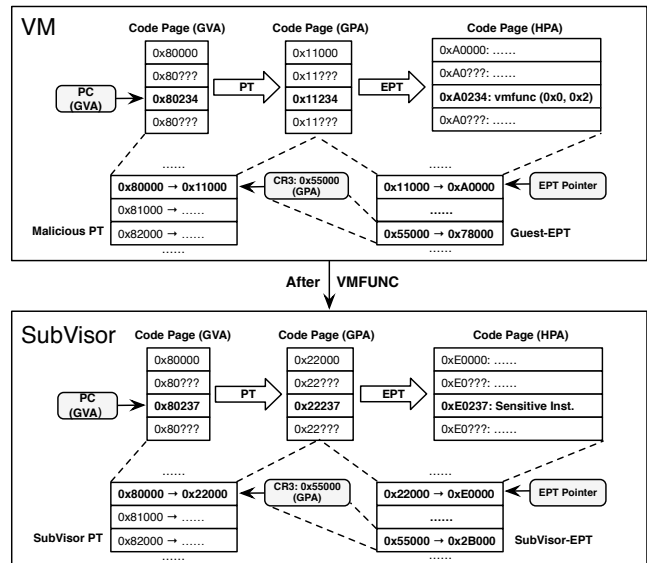 VM
Code Page (GVA)
Code Page (GPA)
Code Page (HPA)
0x80000
0x80???
0x80234
0x80???
0x11000
0x11???
0x11234
0x11???
0xA0000: ......
0xA0???: ......
0xA0234: vmfunc (0x0, 0x2)
0xA0???: ......
PC
(GVA)
PT
EPT
......
0x80000 → 0x11000
0x81000 → ......
0x82000 → ......
......
Malicious PT
CR3: 0x55000
(GPA)
......
0x11000 → 0xA0000
......
0x55000 → 0x78000
......
EPT Pointer
Guest-EPT
After VMFUNC
SubVisor
Code Page (GVA)
Code Page (GPA)
Code Page (HPA)
0x80000
0x80???
0x80237
0x80???
0x22000
0x22???
0x22237
0x22???
0xE0000: ......
0xE0???: ......
0xE0237: Sensitive Inst.
0xE0???: ......
PC
(GVA)
PT
EPT
......
0x80000 → 0x22000
0x81000 → ......
0x82000 → ......
......
SubVisor PT
CR3: 0x55000
(GPA)
......
0x22000 → 0xE0000
......
0x55000 → 0x2B000
......
EPT Pointer
SubVisor-EPT